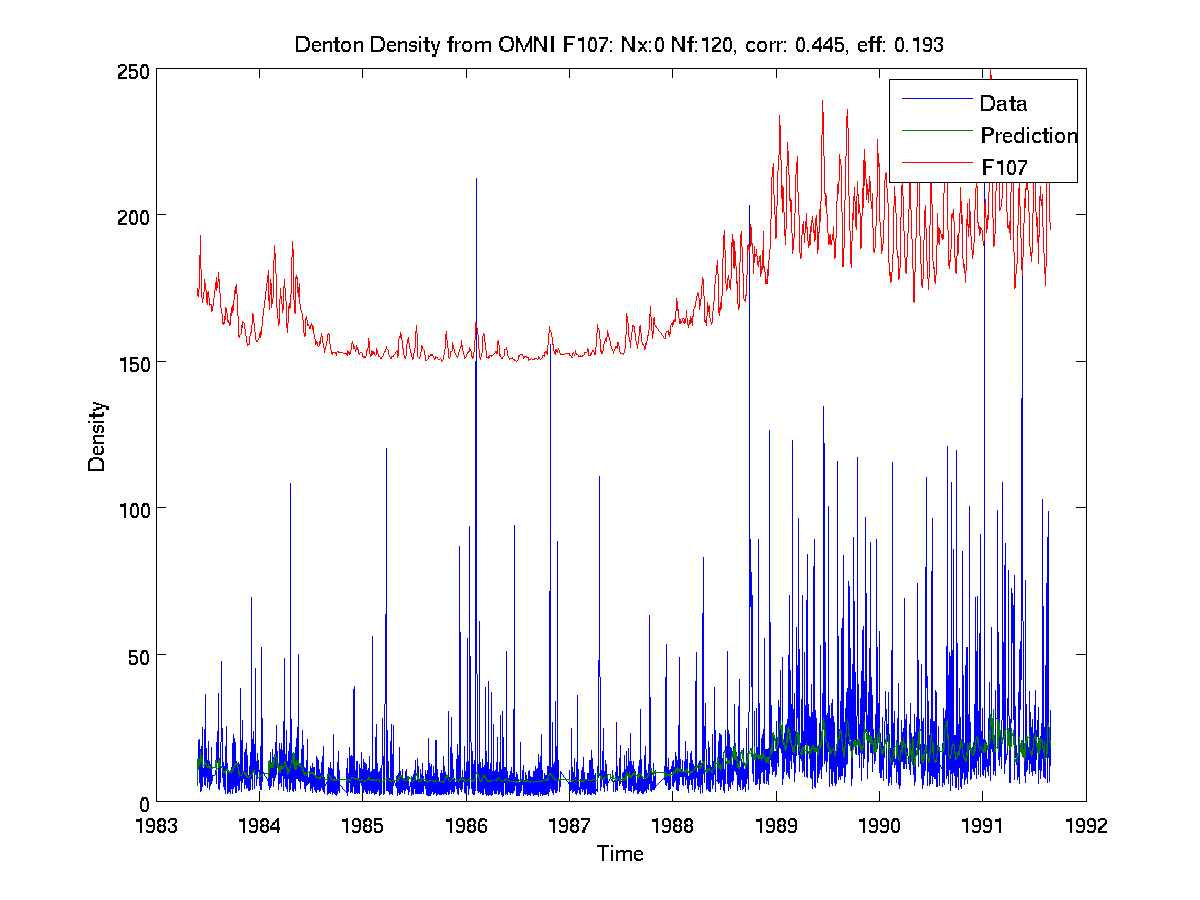 Denton Density from OMNI F107: Nx:0 Nf:120, corr: 0.445, eff: 0.193
250
200
150
100
50
0
Density
Data
Prediction
F107
1983 1984 1985 1986 1987 1988 1989 1990 1991 1992
Time